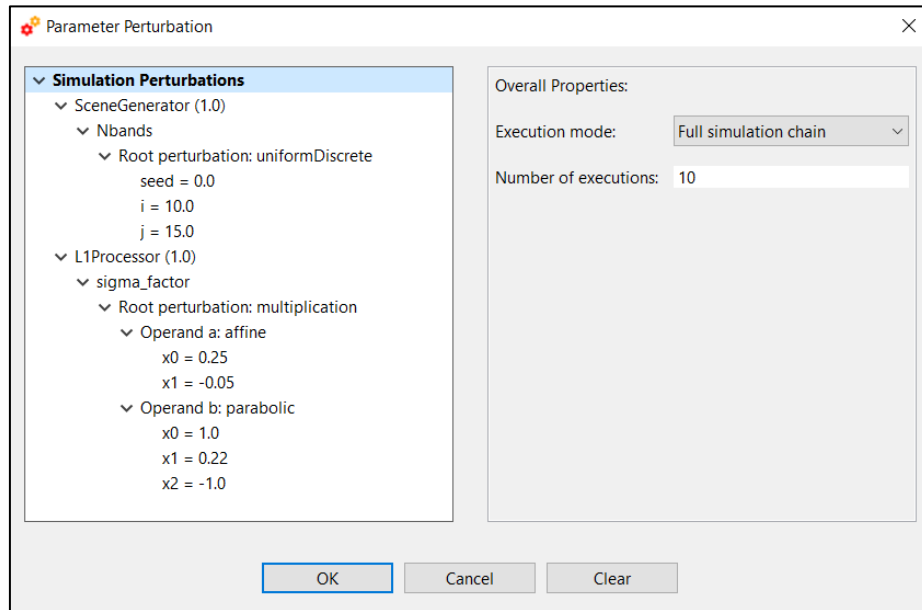 Parameter Perturbation
Simulation Perturbations
SceneGenerator (1.0)
Nbands
Root perturbation: uniformDiscrete
seed = 0.0
i = 10.0
j = 15.0
L1Processor (1.0)
sigma_factor
Root perturbation: multiplication
Operand a: affine
x0 = 0.25
x1 = -0.05
Operand b: parabolic
x0 = 1.0
x1 = 0.22
x2 = -1.0
Overall Properties:
Execution mode: Full simulation chain
Number of executions: 10
OK Cancel Clear